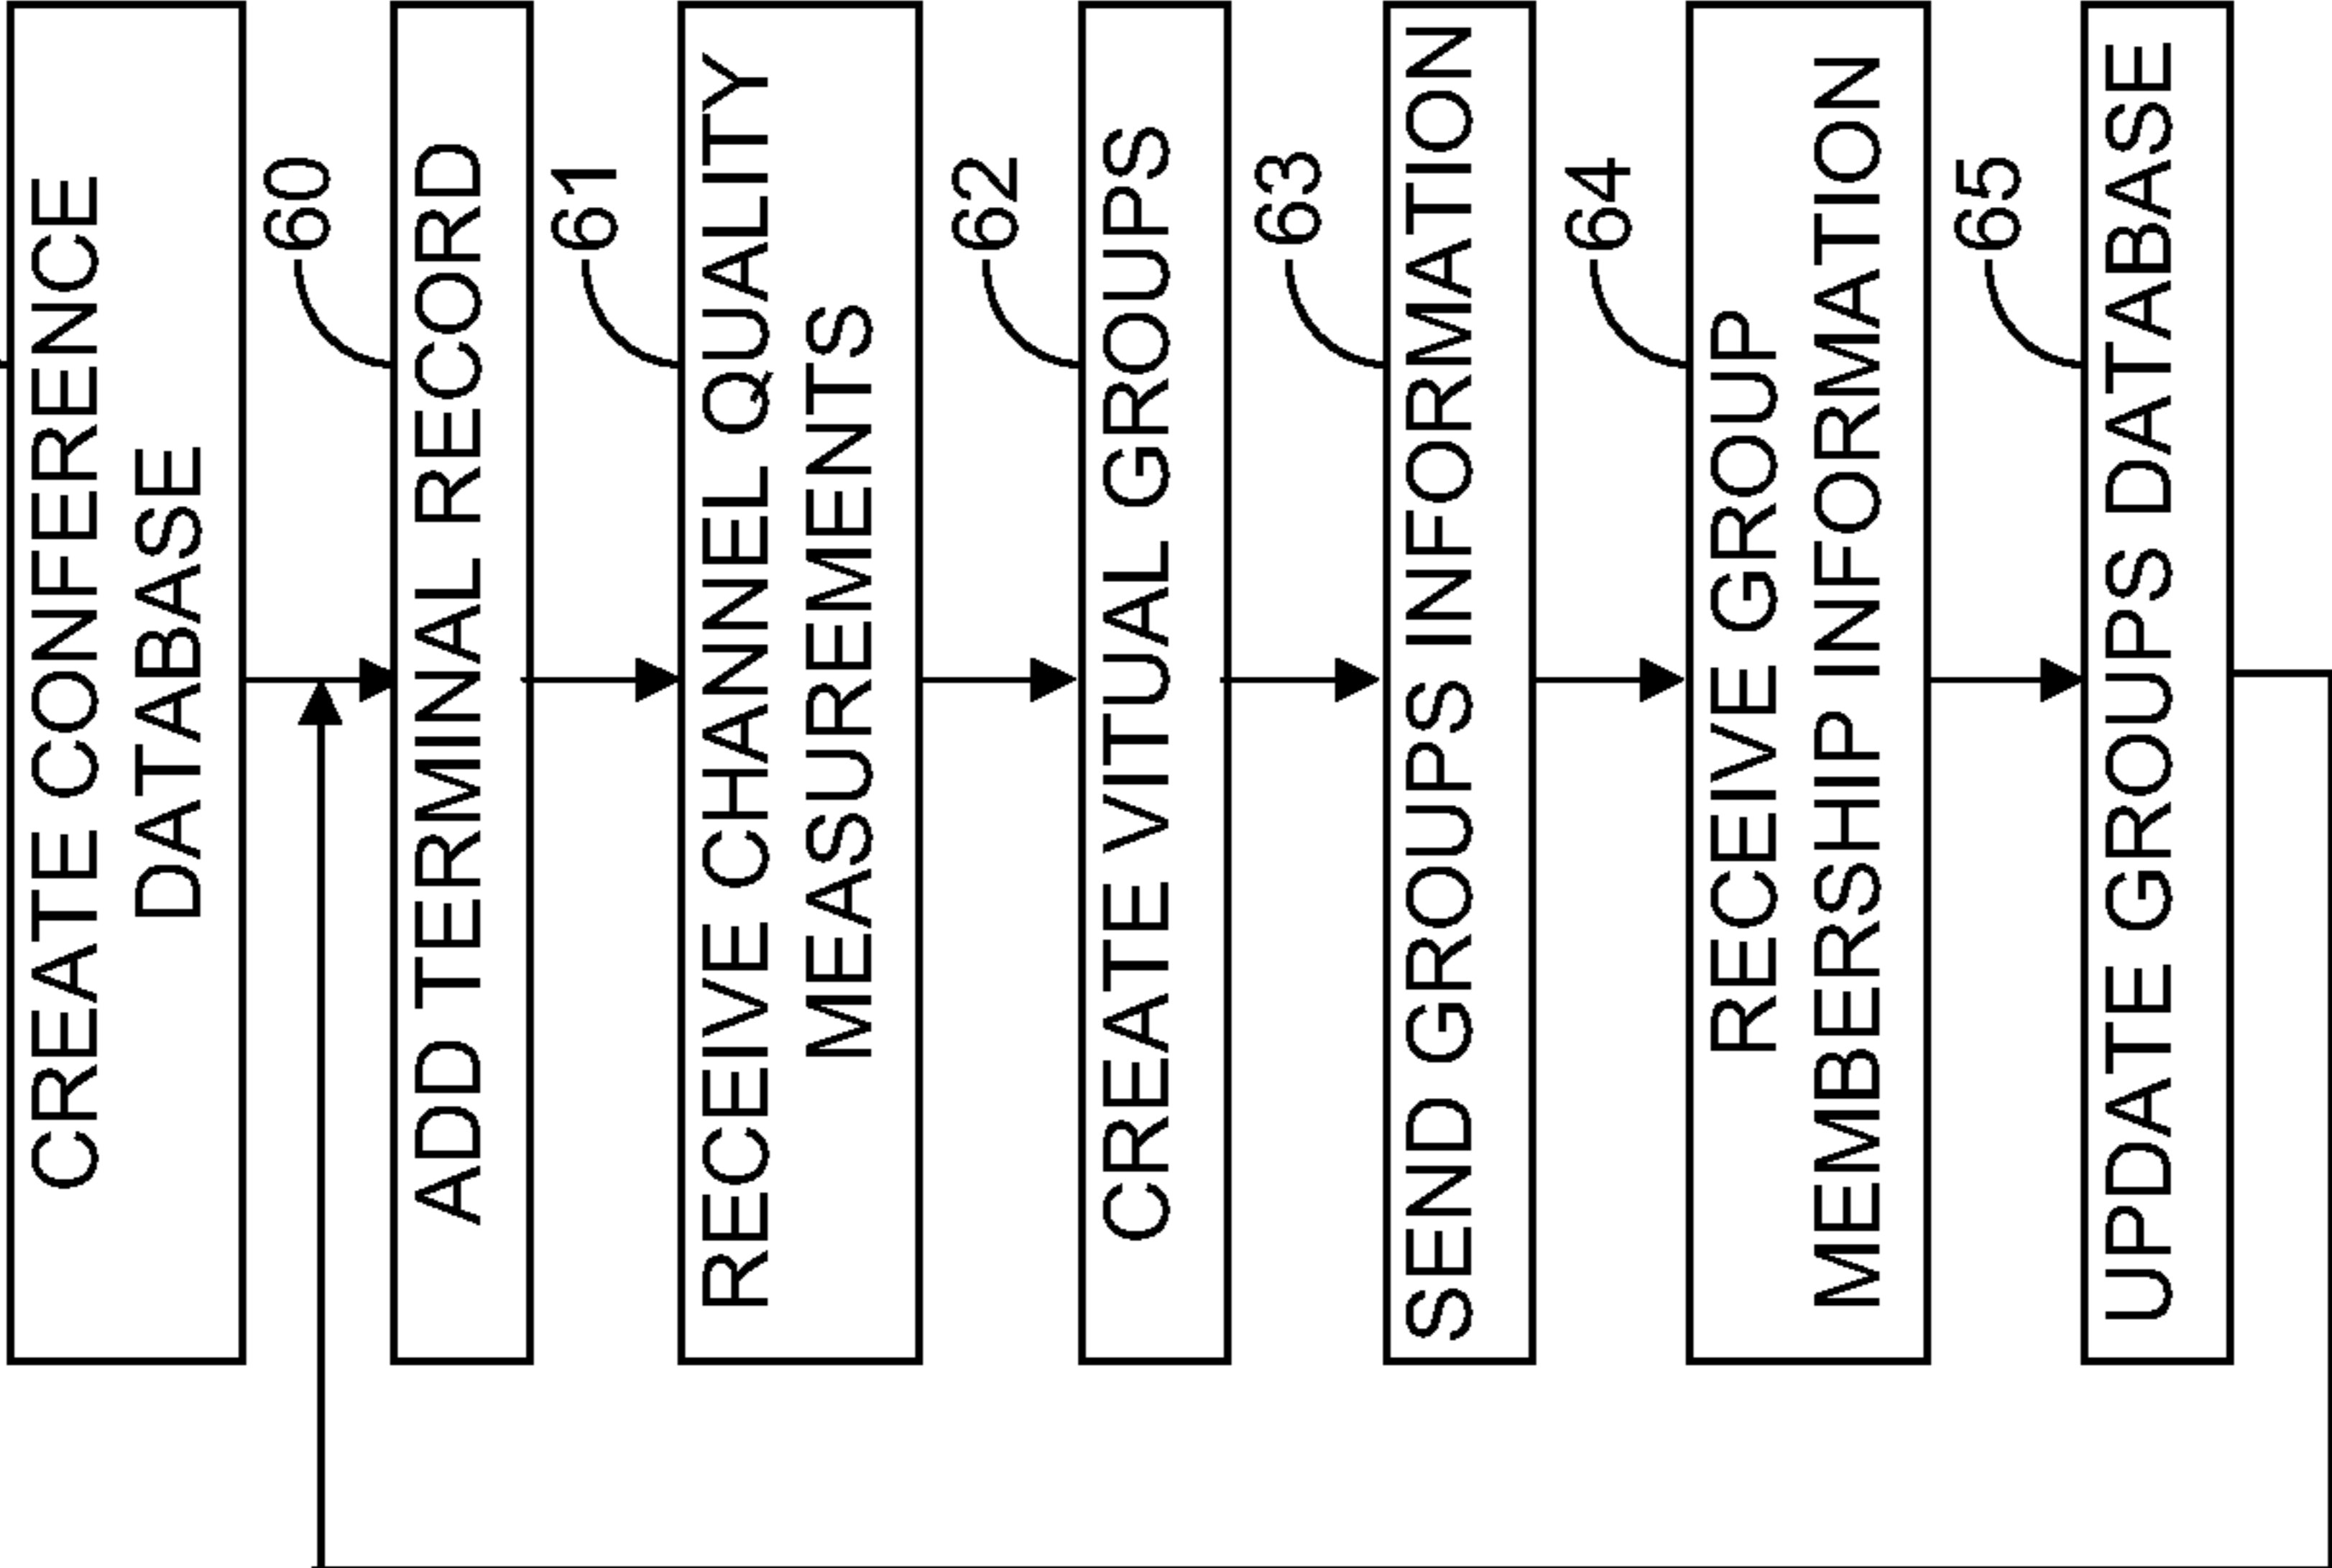 CREATE CONFERENCE
DATABASE
60
ADD TERMINAL RECORD
61
RECEIVE CHANNEL QUALITY
MEASUREMENTS
62
CREATE VITUAL GROUPS
63
SEND GROUPS INFORMATION
64
RECEIVE GROUP
MEMBERSHIP INFORMATION
65
UPDATE GROUPS DATABASE